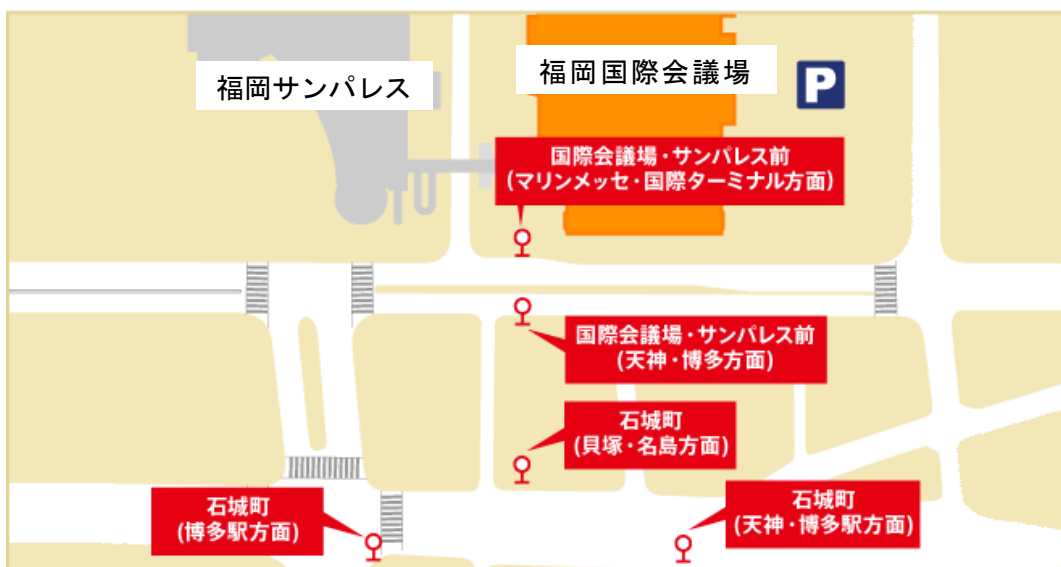 福岡サンパレス
福岡国際会議場
P
国際会議場・サンパレス前
(マリンメッセ・国際ターミナル方面)
国際会議場・サンパレス前
(天神・博多方面)
石城町
(貝塚・名島方面)
石城町
(博多駅方面)
石城町
(天神・博多駅方面)